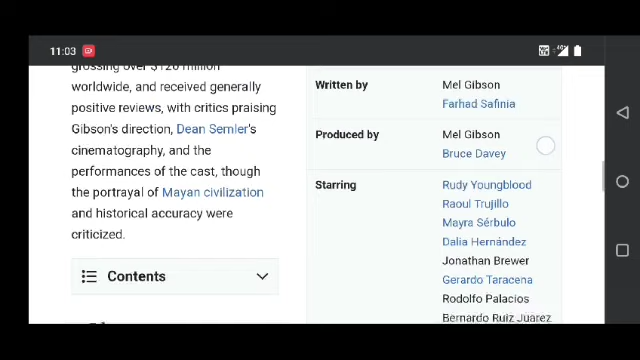 11:03
grossing over $120 million
worldwide, and received generally
positive reviews, with critics praising
Gibson's direction, Dean Semler's
cinematography, and the
performances of the cast, though
the portrayal of Mayan civilization
and historical accuracy were
criticized.
Contents
Written by
Mel Gibson
Farhad Safinia
Produced by
Mel Gibson
Bruce Davey
Starring
Rudy Youngblood
Raoul Trujillo
Mayra Sérbulo
Dalia Hernández
Jonathan Brewer
Gerardo Taracena
Rodolfo Palacios
Bernardo Ruiz Juarez